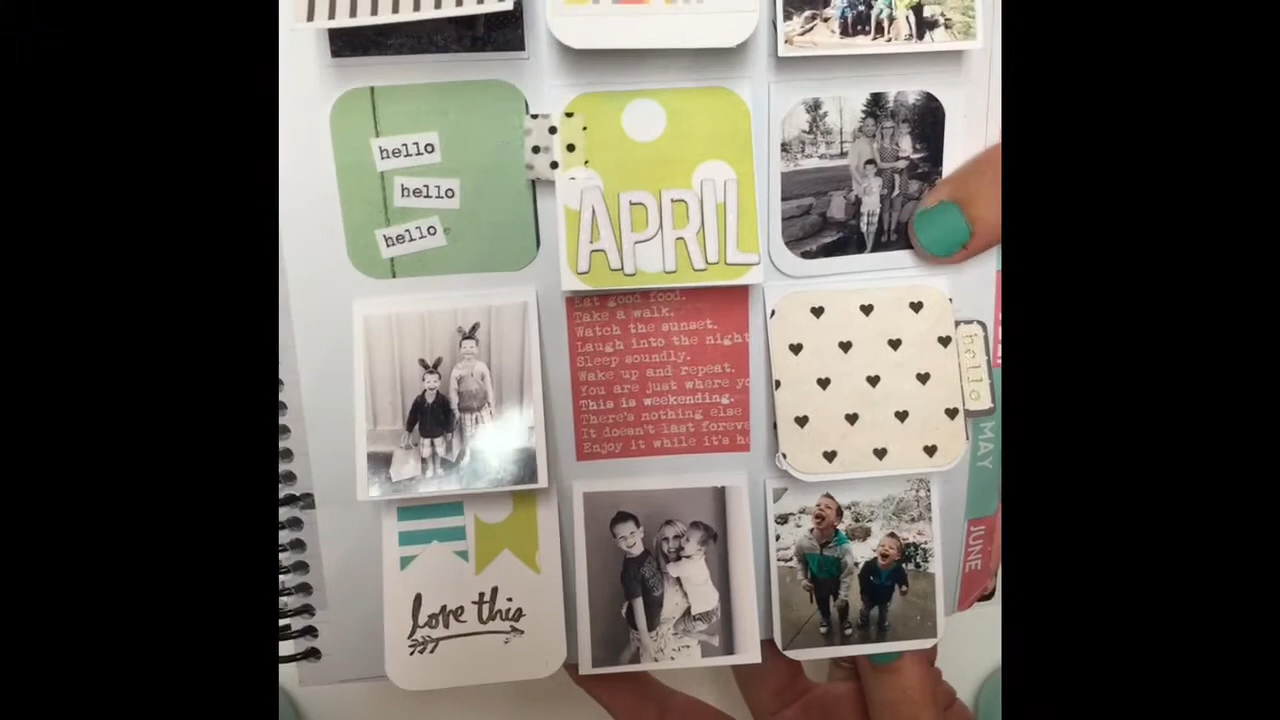 hello
hello
hello
APRIL
Eat good food.
Take a walk.
Watch the sunset.
Laugh into the night
Sleep soundly.
Wake up and repeat.
You are just where
This is weekending.
There's nothing else
It doesn't last
Enjoy it while it's
hello
MAY
JUNE
love this